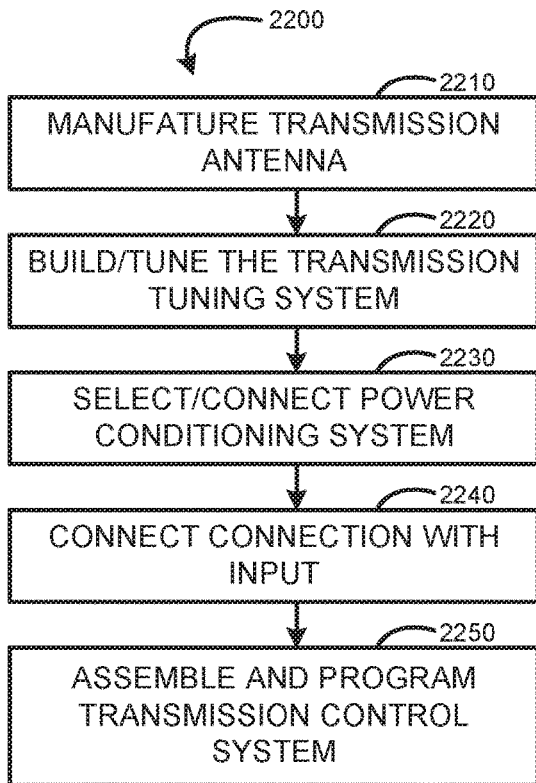 2200
2210
MANUFATURE TRANSMISSION
ANTENNA
2220
BUILD/TUNE THE TRANSMISSION
TUNING SYSTEM
2230
SELECT/CONNECT POWER
CONDITIONING SYSTEM
2240
CONNECT CONNECTION WITH
INPUT
2250
ASSEMBLE AND PROGRAM
TRANSMISSION CONTROL
SYSTEM